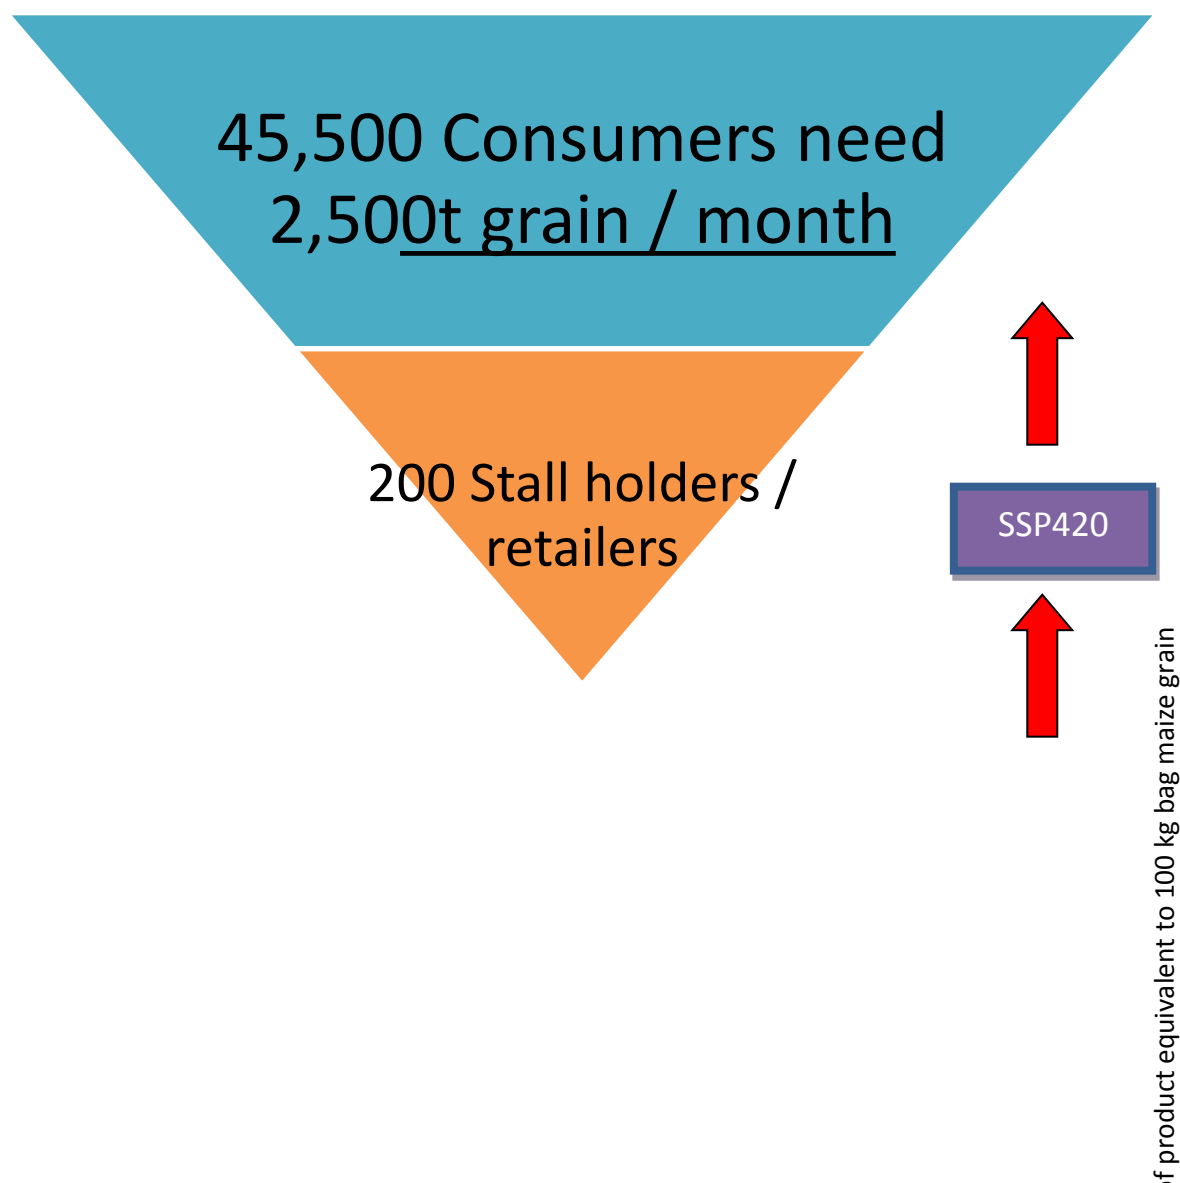 45,500 Consumers need
2,500t grain / month
200 Stall holders /
retailers
SSP420
of product equivalent to 100 kg bag maize grain